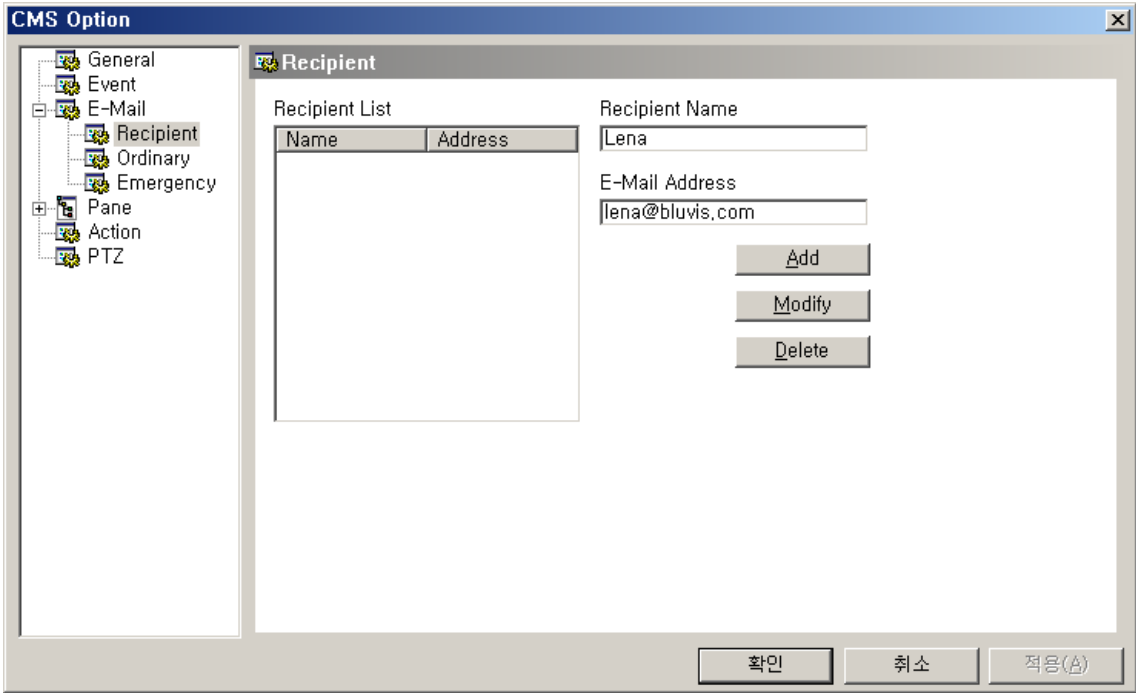 CMS Option
General
Event
E-Mail
Recipient
Ordinary
Emergency
Pane
Action
PTZ
Recipient
Recipient List
Name Address
Recipient Name
Lena
E-Mail Address
lena@bluvis.com
Add
Modify
Delete
확인 취소 적용(A)